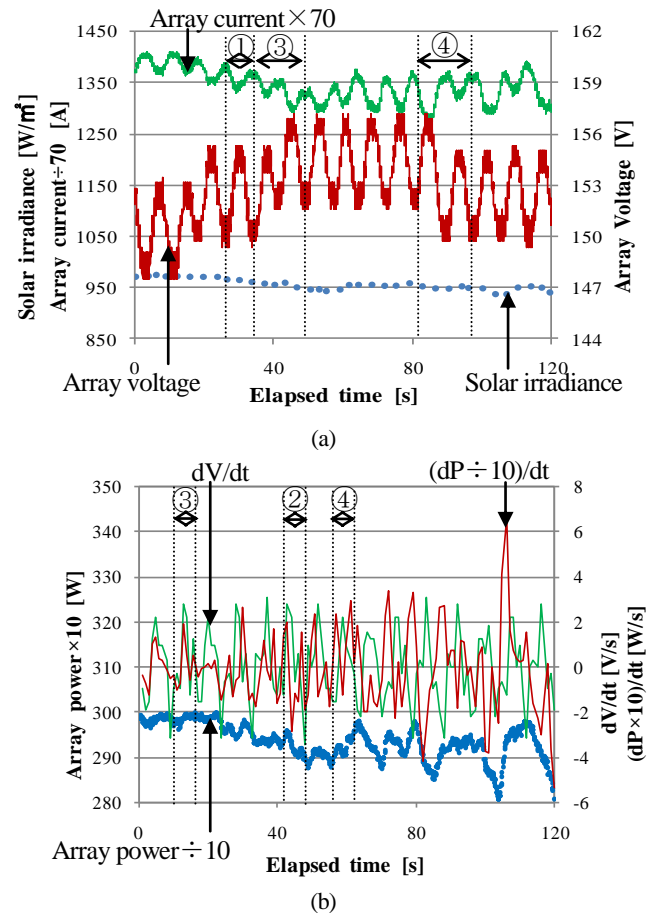 Array current×70
1450
1350
1250
1150
1050
950
850
① ③ ④
162
159
156
153
150
147
144
Solar irradiance [W/㎡]
Array current÷70 [A]
Array Voltage [V]
0 40 80 120
Array voltage
Elapsed time [s]
Solar irradiance
(a)
dV/dt
(dP÷10)/dt
350
340
330
320
310
300
290
280
③ ② ④
8
6
4
2
0
-2
-4
-6
Array power×10 [W]
dV/dt [V/s]
(dP×10)/dt [W/s]
0 40 80 120
Array power÷10
Elapsed time [s]
(b)